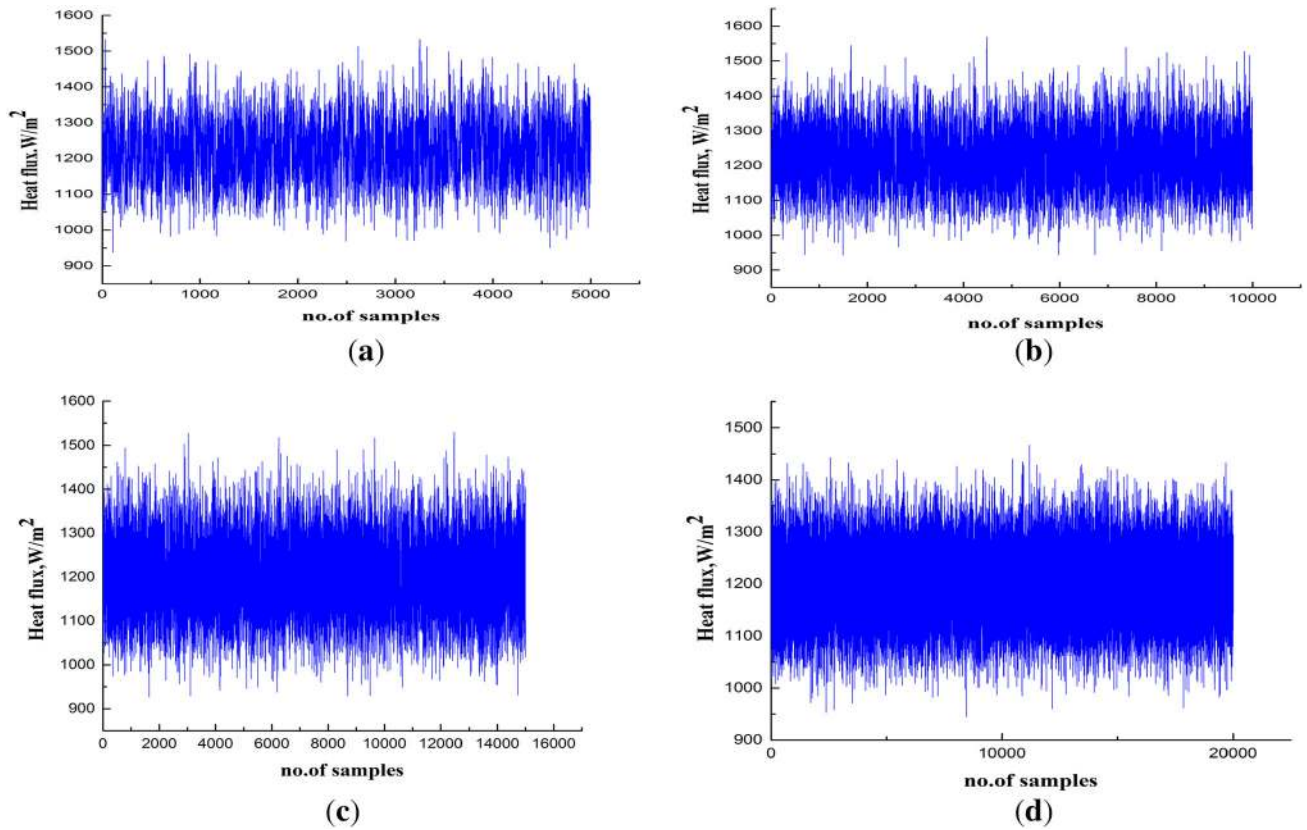 1600
1500
1400
1300
1200
1100
1000
900
Heat flux.W/m²
0 1000 2000 3000 4000 5000
no.of samples
(a)
1600
1500
1400
1300
1200
1100
1000
900
Heat flux, W/m²
0 2000 4000 6000 8000 10000
no.of samples
(b)
1600
1500
1400
1300
1200
1100
1000
900
Heat flux,W/m²
0 2000 4000 6000 8000 10000 12000 14000 16000
no.of samples
(c)
1500
1400
1300
1200
1100
1000
900
Heat flux,W/m²
0 10000 20000
no.of samples
(d)